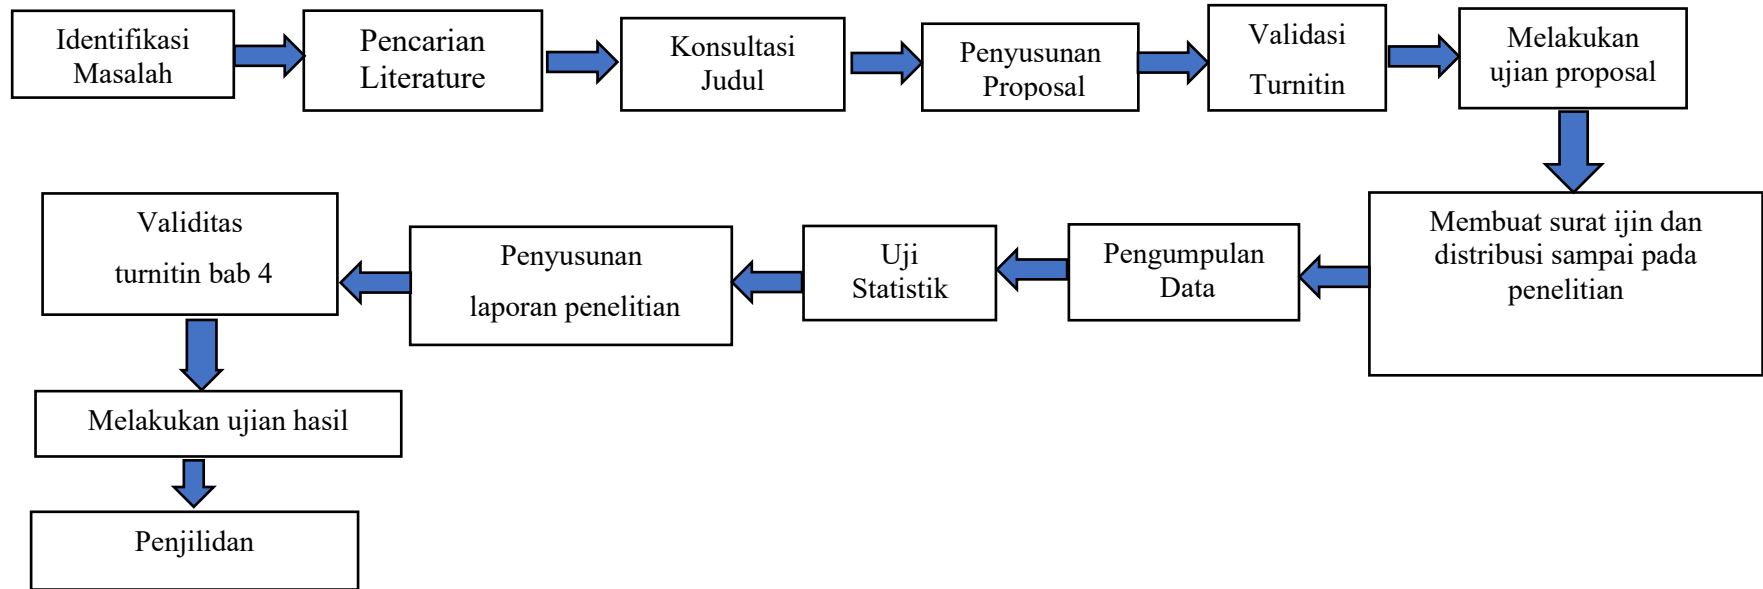 Identifikasi
Masalah
Pencarian
Literature
Konsultasi
Judul
Penyusunan
Proposal
Validasi
Turnitin
Melakukan
ujian proposal
Membuat surat ijin dan
distribusi sampai pada
penelitian
Pengumpulan
Data
Uji
Statistik
Penyusunan
laporan penelitian
Validitas
turnitin bab 4
Melakukan ujian hasil
Penjilidan